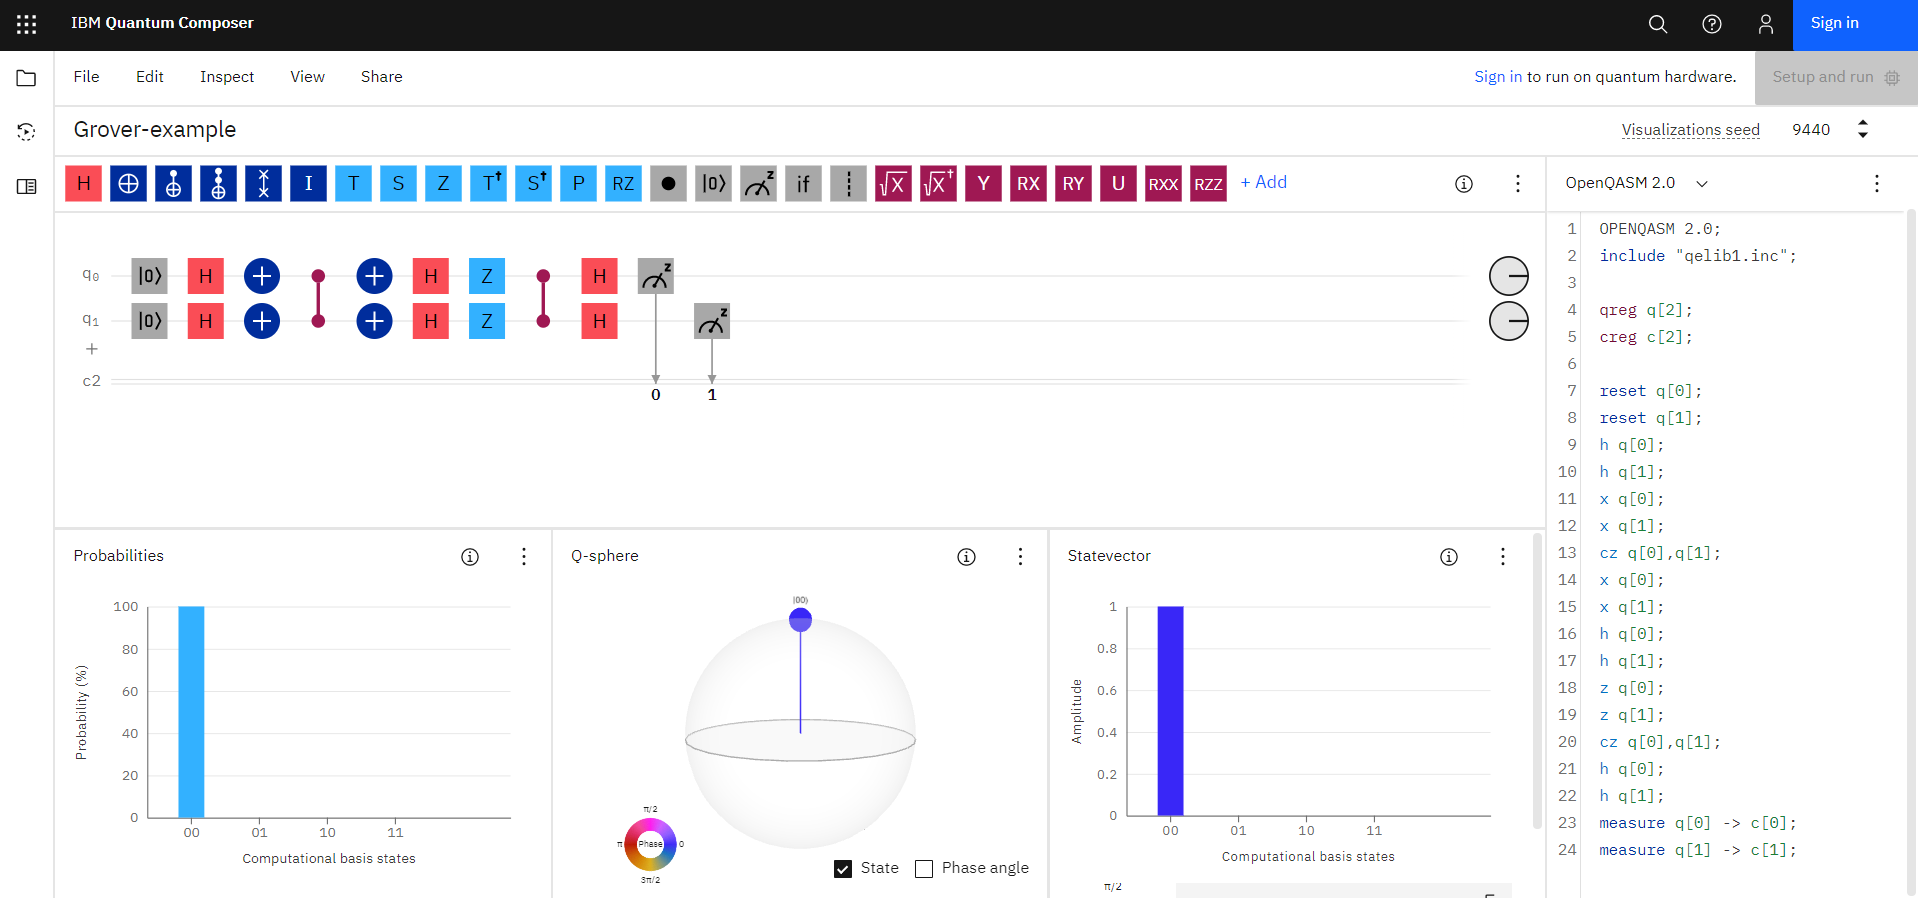 IBM Quantum Composer
Sign in
File Edit Inspect View Share
Sign in to run on quantum hardware.
Setup and run
Grover-example
Visualizations seed 9440
H T S Z T† S† P RZ |0⟩ z if √X √X† Y RX RY U RXX RZZ + Add
I
OpenQASM 2.0
q0 |0⟩ H H Z H z
q1 |0⟩ H H Z H z
+
c2
0 1
1 OPENQASM 2.0;
2 include "qelib1.inc";
3
4 qreg q[2];
5 creg c[2];
6
7 reset q[0];
8 reset q[1];
9 h q[0];
10 h q[1];
11 x q[0];
12 x q[1];
13 cz q[0],q[1];
14 x q[0];
15 x q[1];
16 h q[0];
17 h q[1];
18 z q[0];
19 z q[1];
20 cz q[0],q[1];
21 h q[0];
22 h q[1];
23 measure q[0] -> c[0];
24 measure q[1] -> c[1];
Probabilities
Probability (%)
100
80
60
40
20
0
00 01 10 11
Computational basis states
Q-sphere
|00⟩
π/2
π Phase 0
3π/2
State Phase angle
Statevector
Amplitude
1
0.8
0.6
0.4
0.2
0
00 01 10 11
Computational basis states
π/2